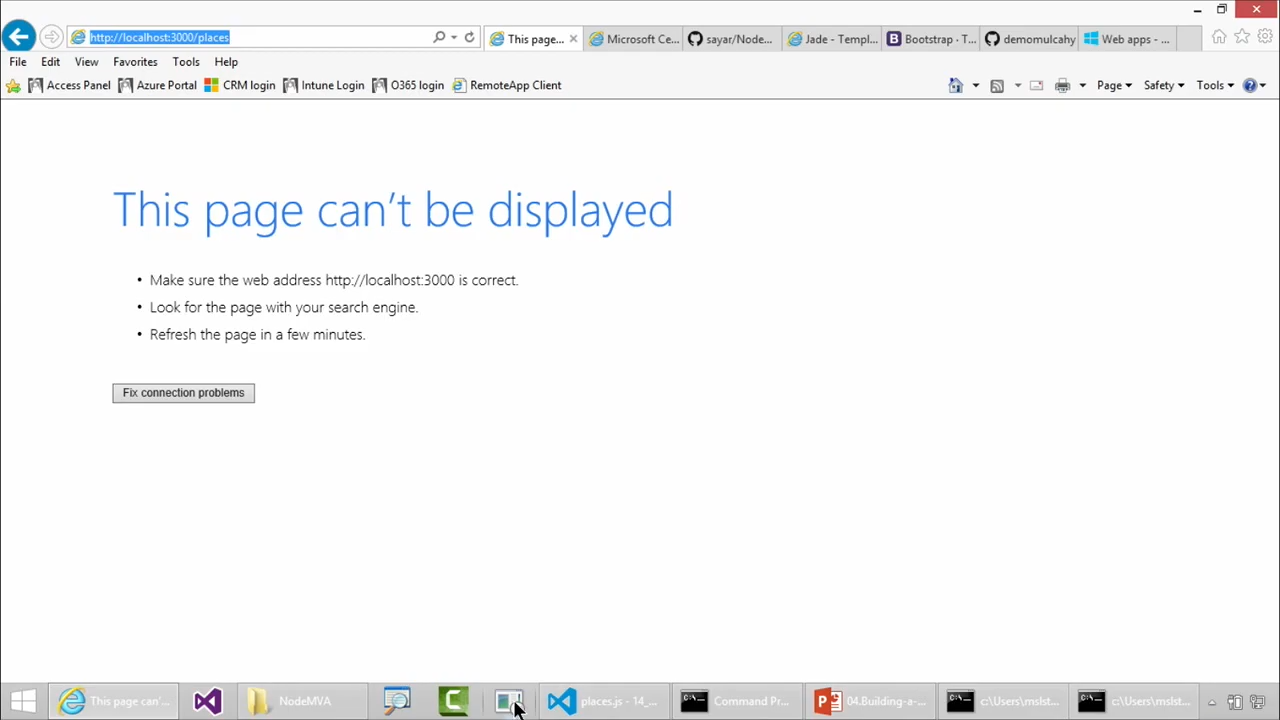 http://localhost:3000/places
This page...
Microsoft Ce...
sayar/Node...
Jade - Templ...
Bootstrap · T...
demomulcahy
Web apps - ...
File Edit View Favorites Tools Help
Access Panel Azure Portal CRM login Intune Login O365 login RemoteApp Client
Page Safety Tools
This page can't be displayed
• Make sure the web address http://localhost:3000 is correct.
• Look for the page with your search engine.
• Refresh the page in a few minutes.
Fix connection problems
This page can'...
NodeMVA
places.js - 14_...
Command Pr...
04.Building-a-...
c:\Users\mslst...
c:\Users\mslst...